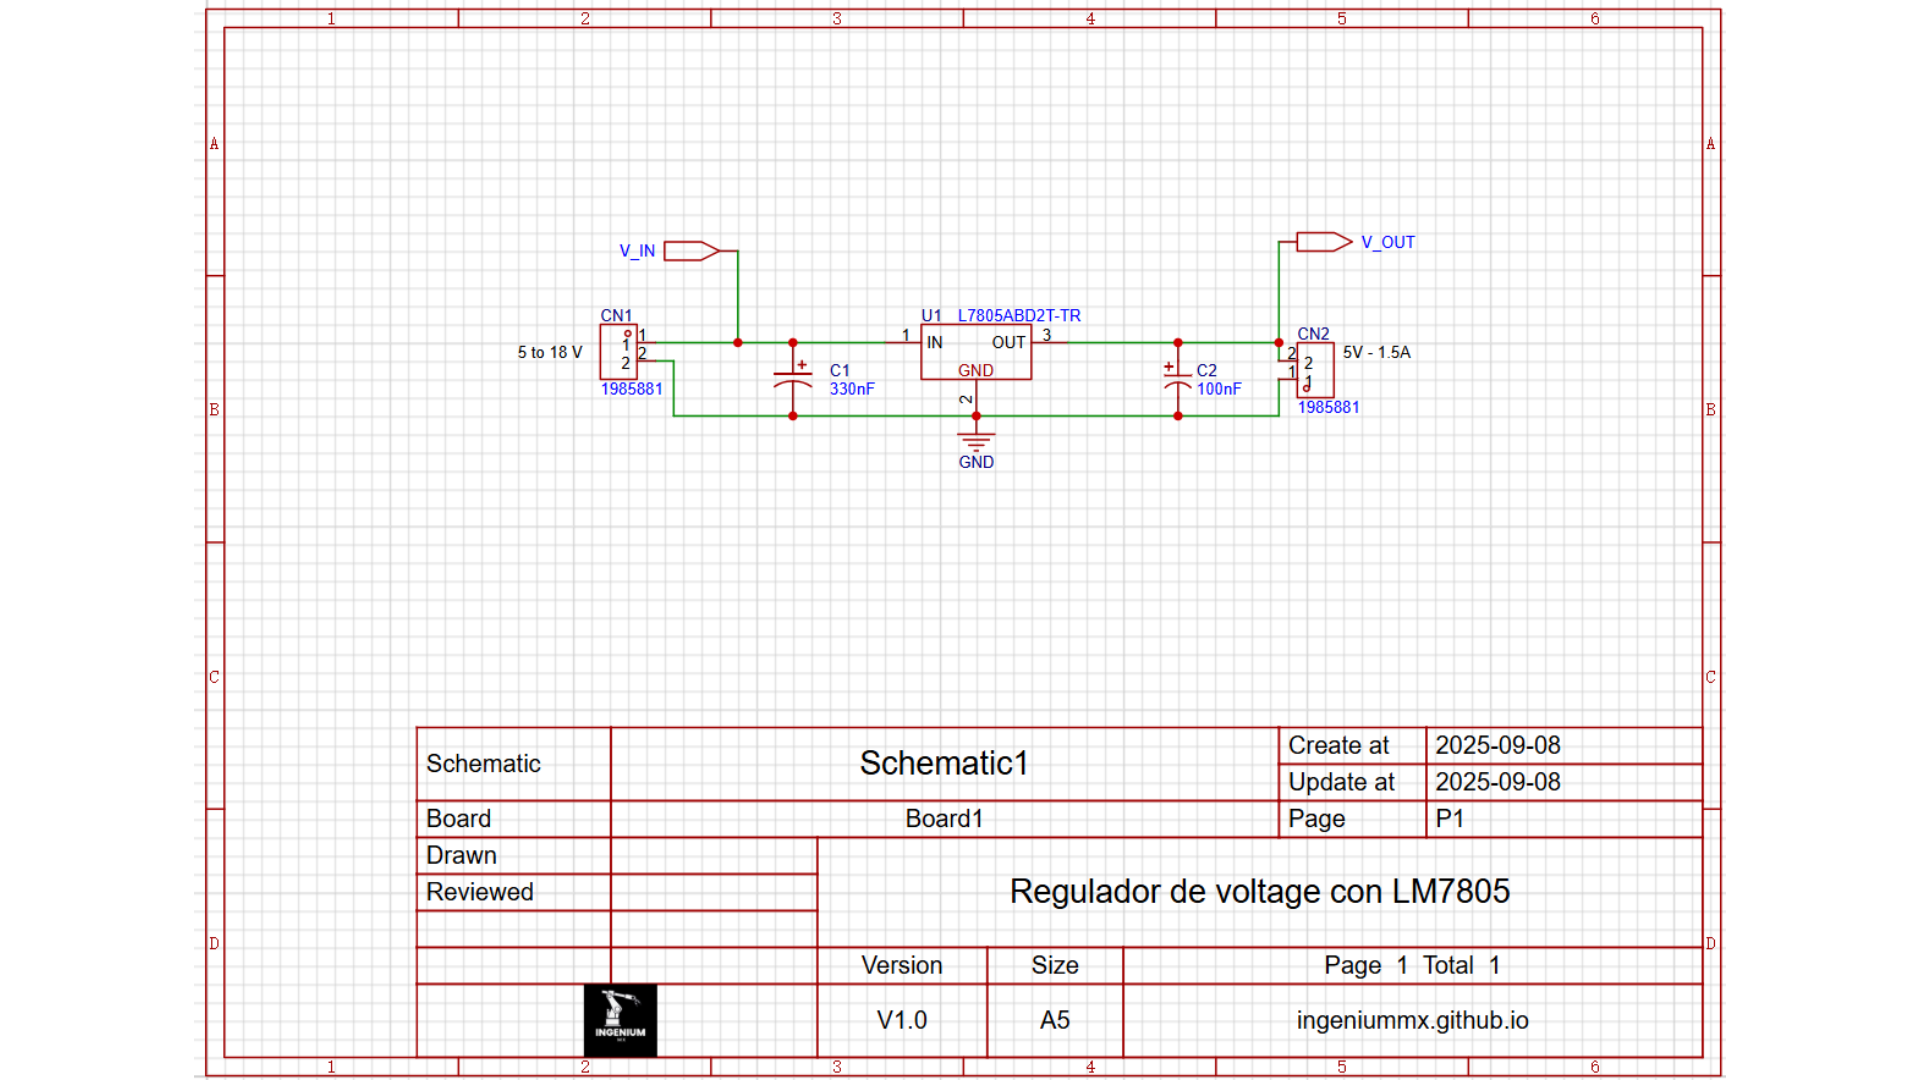 1 2 3 4 5 6
A A
V_IN
V_OUT
CN1
U1 L7805ABD2T-TR
CN2
5 to 18 V
1
2
1
2
1985881
C1
330nF
1
IN
OUT
3
GND
2
GND
C2
100nF
2
1
2
1
5V - 1.5A
1985881
B B
C C
Schematic
Schematic1
Create at 2025-09-08
Update at 2025-09-08
Board
Board1
Page P1
Drawn
Reviewed
Regulador de voltage con LM7805
D D
Version Size Page 1 Total 1
V1.0 A5 ingeniummx.github.io
INGENIUM
MX
1 2 3 4 5 6